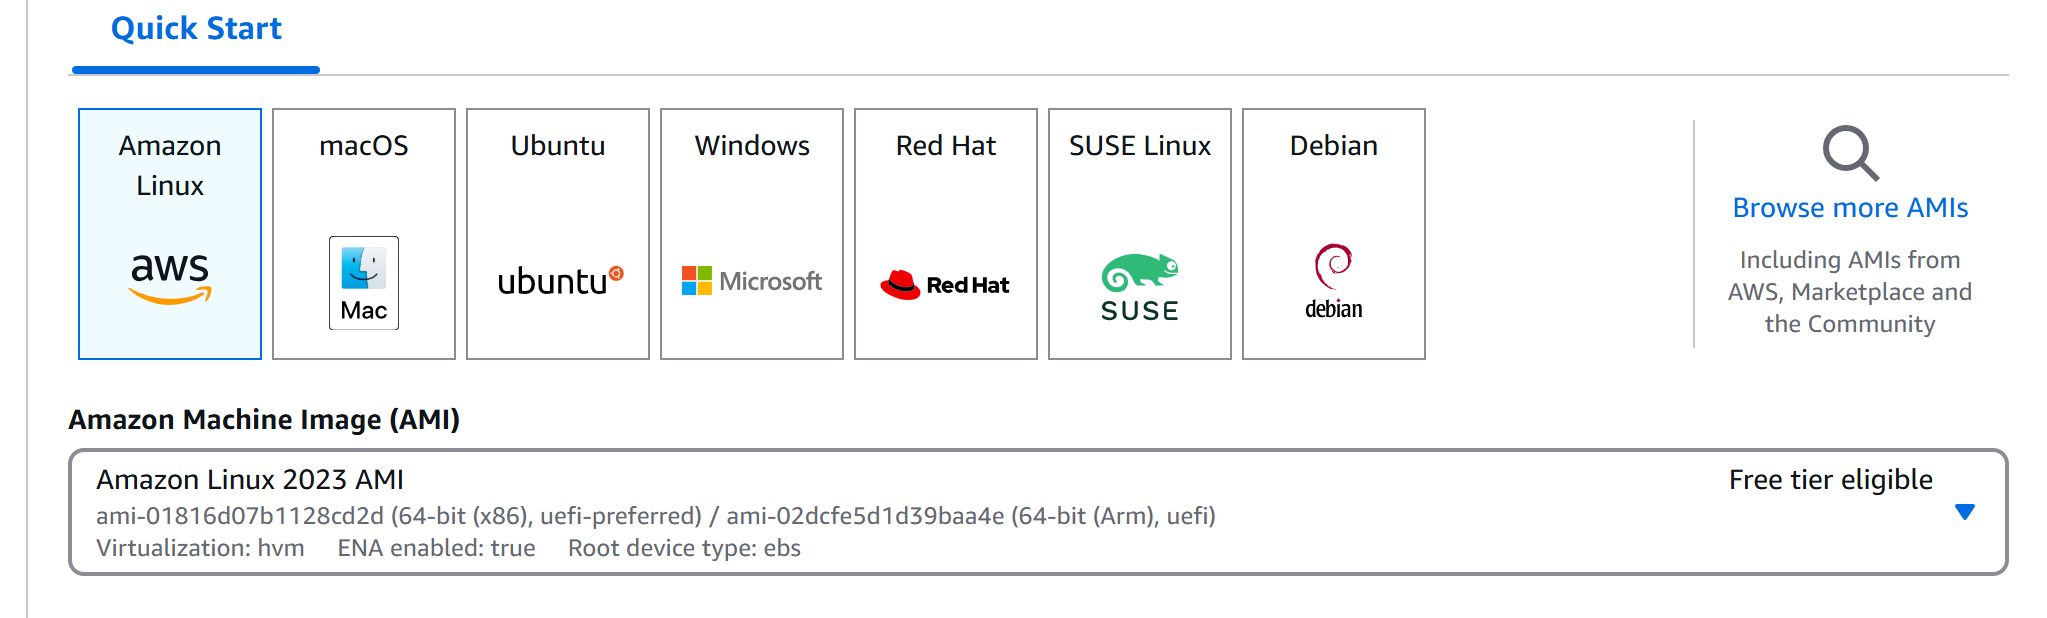 Quick Start
Amazon
Linux
aws
macOS
Mac
Ubuntu
ubuntu
Windows
Microsoft
Red Hat
Red Hat
SUSE Linux
SUSE
Debian
debian
Browse more AMIs
Including AMIs from
AWS, Marketplace and
the Community
Amazon Machine Image (AMI)
Amazon Linux 2023 AMI
Free tier eligible
ami-01816d07b1128cd2d (64-bit (x86), uefi-preferred) / ami-02dcfe5d1d39baa4e (64-bit (Arm), uefi)
Virtualization: hvm ENA enabled: true Root device type: ebs